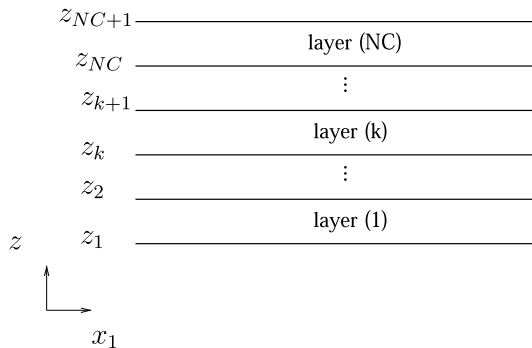 z_{NC+1}
layer (NC)
z_{NC}
⋮
z_{k+1}
layer (k)
z_k
⋮
z_2
layer (1)
z_1
z
x_1